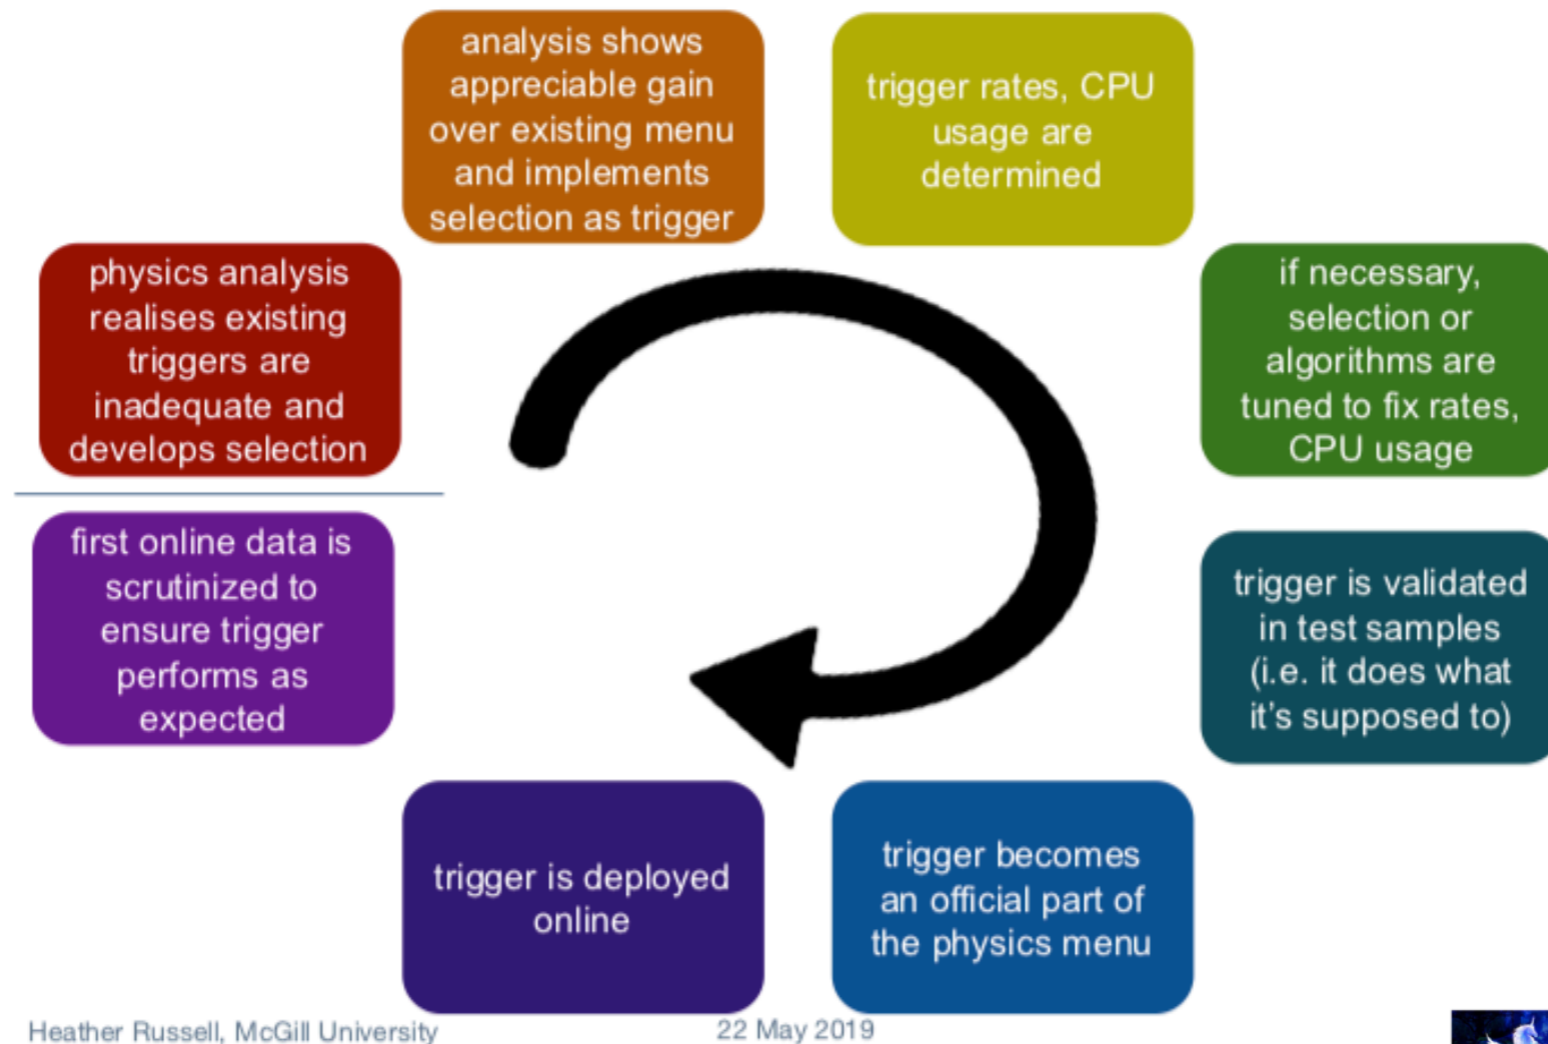 physics analysis
realises existing
triggers are
inadequate and
develops selection
analysis shows
appreciable gain
over existing menu
and implements
selection as trigger
trigger rates, CPU
usage are
determined
if necessary,
selection or
algorithms are
tuned to fix rates,
CPU usage
trigger is validated
in test samples
(i.e. it does what
it's supposed to)
trigger becomes
an official part of
the physics menu
trigger is deployed
online
first online data is
scrutinized to
ensure trigger
performs as
expected
Heather Russell, McGill University
22 May 2019